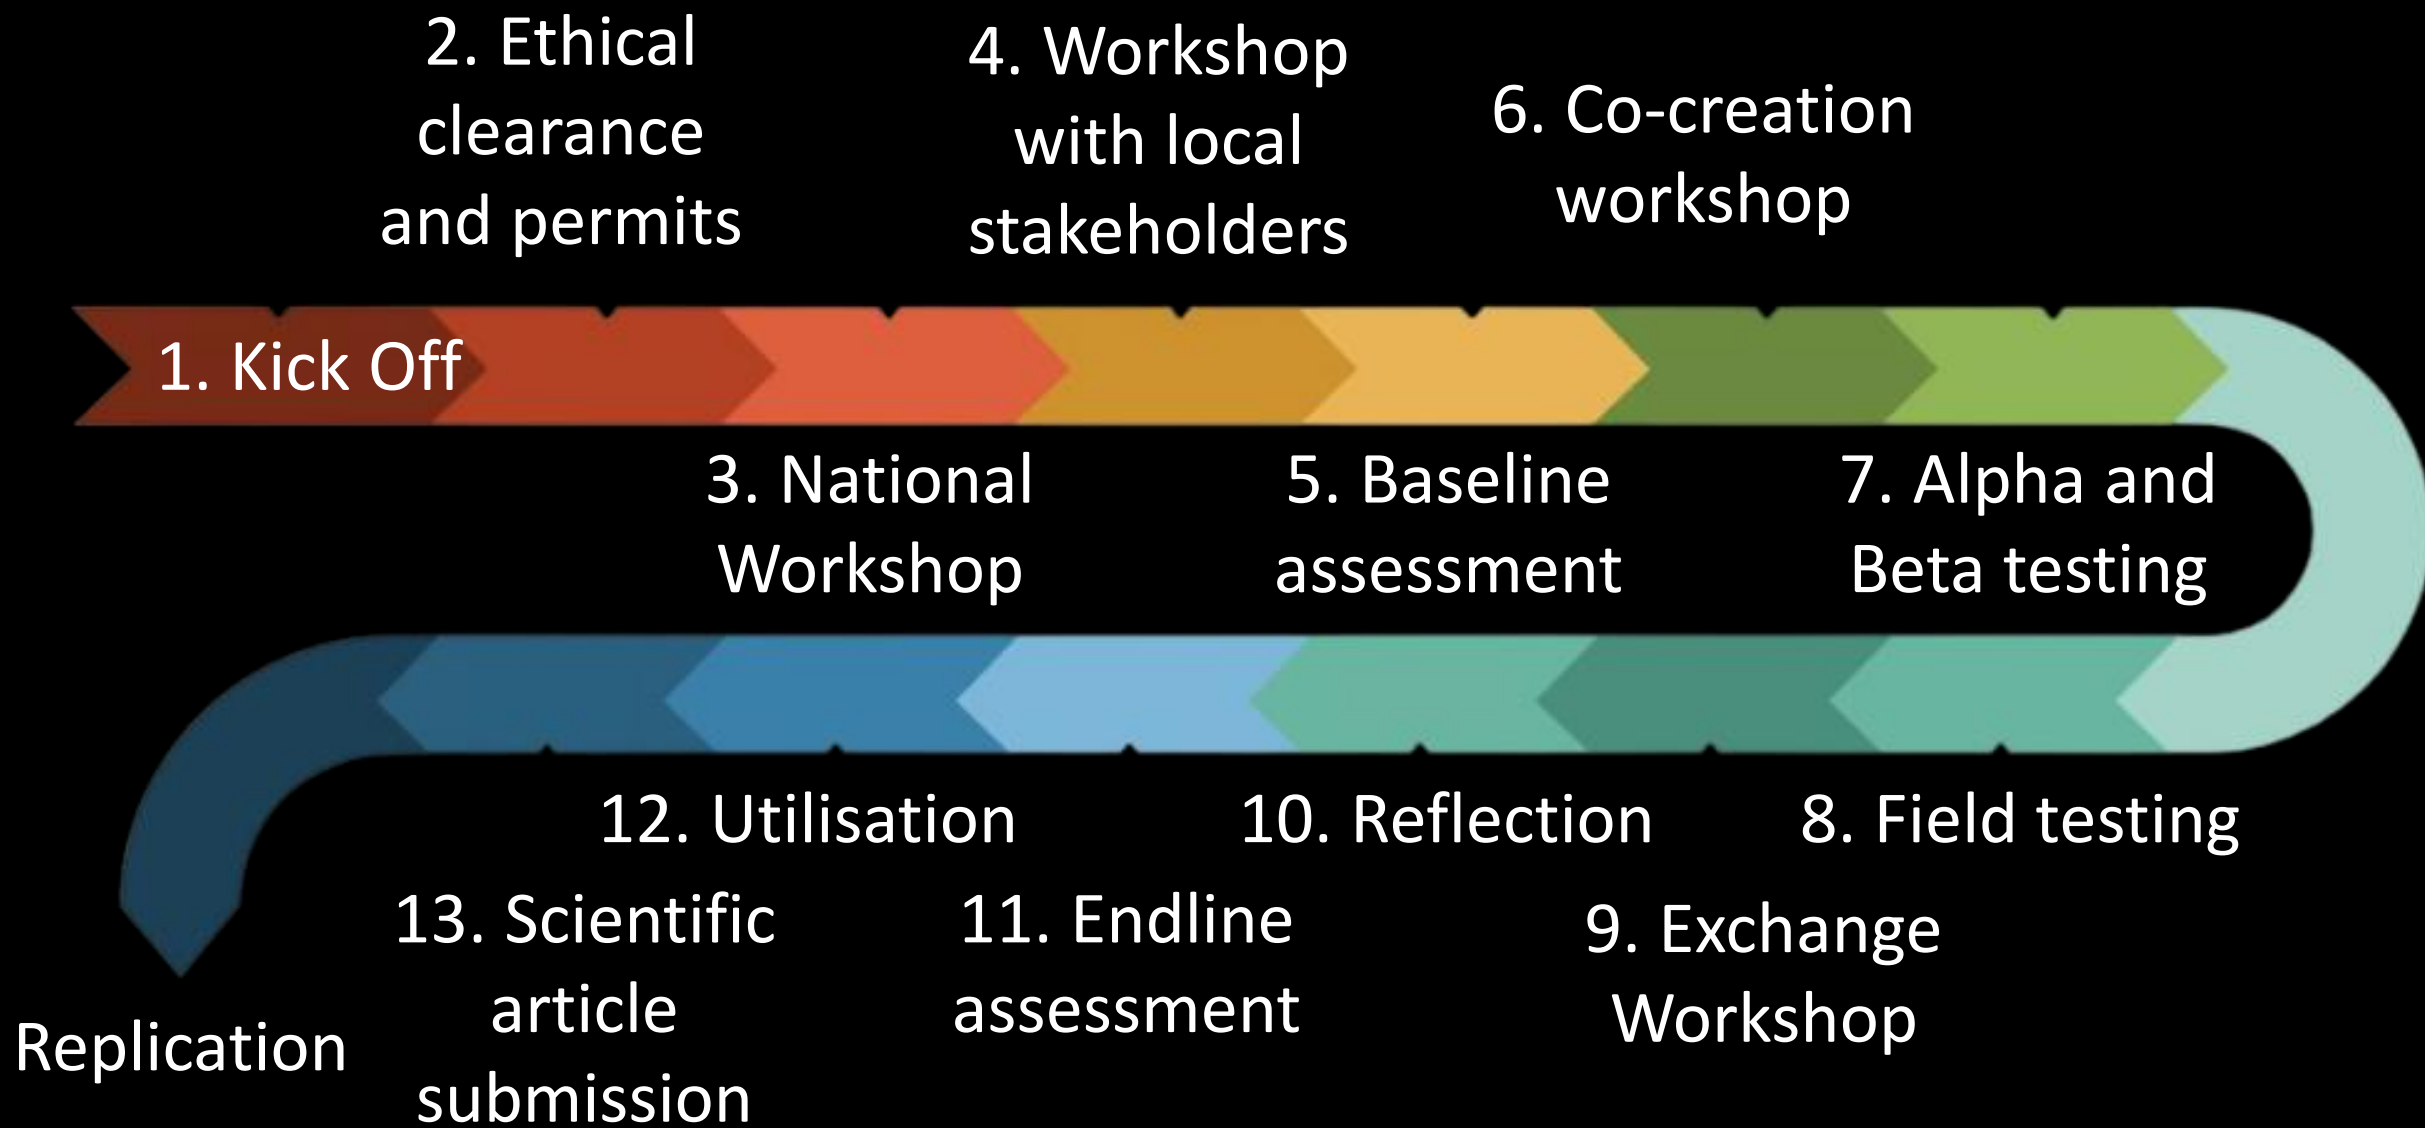 1. Kick Off
2. Ethical
clearance
and permits
3. National
Workshop
4. Workshop
with local
stakeholders
5. Baseline
assessment
6. Co-creation
workshop
7. Alpha and
Beta testing
8. Field testing
9. Exchange
Workshop
10. Reflection
11. Endline
assessment
12. Utilisation
13. Scientific
article
submission
Replication